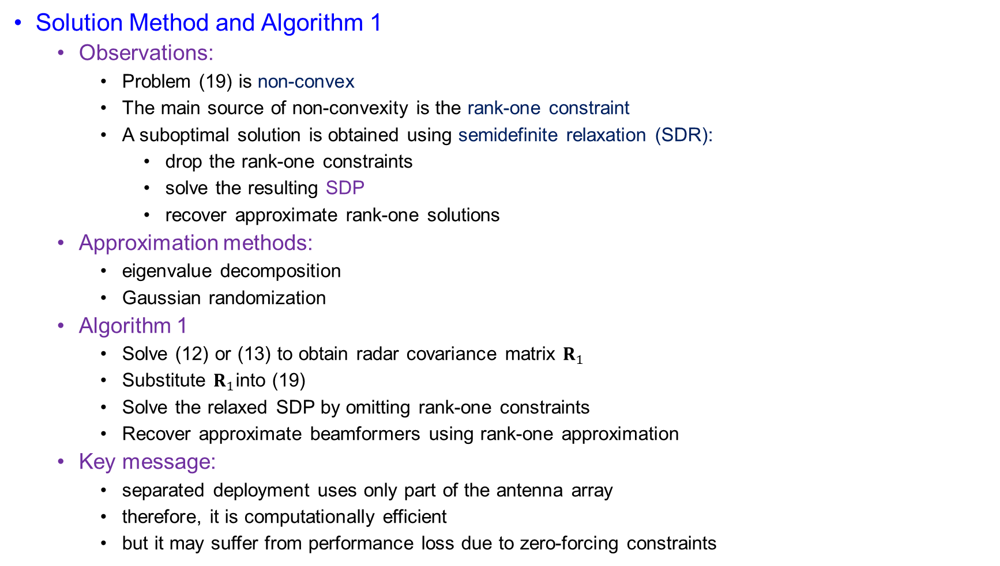 • Solution Method and Algorithm 1
• Observations:
• Problem (19) is non-convex
• The main source of non-convexity is the rank-one constraint
• A suboptimal solution is obtained using semidefinite relaxation (SDR):
• drop the rank-one constraints
• solve the resulting SDP
• recover approximate rank-one solutions
• Approximation methods:
• eigenvalue decomposition
• Gaussian randomization
• Algorithm 1
• Solve (12) or (13) to obtain radar covariance matrix 𝐑₁
• Substitute 𝐑₁ into (19)
• Solve the relaxed SDP by omitting rank-one constraints
• Recover approximate beamformers using rank-one approximation
• Key message:
• separated deployment uses only part of the antenna array
• therefore, it is computationally efficient
• but it may suffer from performance loss due to zero-forcing constraints